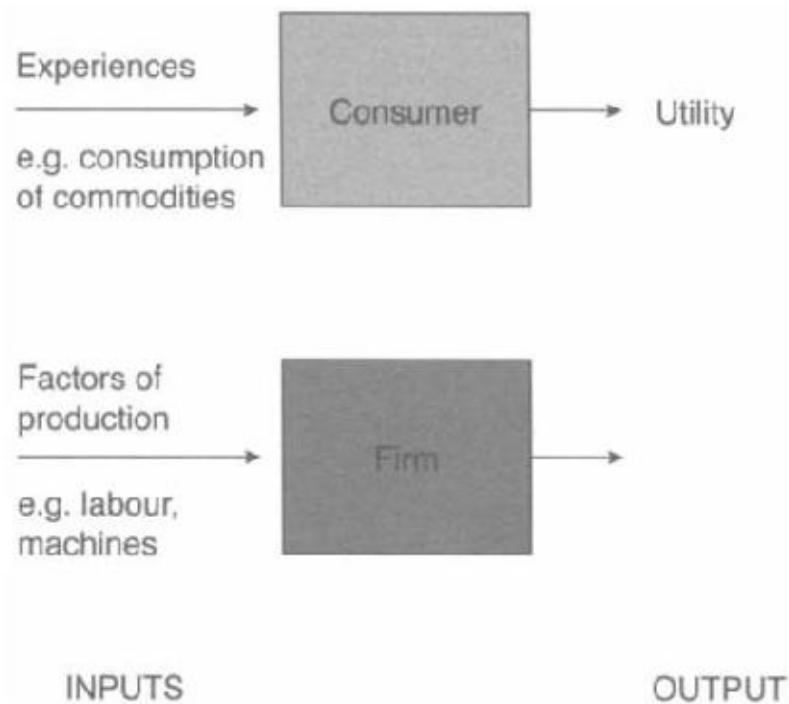 Experiences
Consumer
Utility
e.g. consumption
of commodities
Factors of
production
Firm
e.g. labour,
machines
INPUTS
OUTPUT